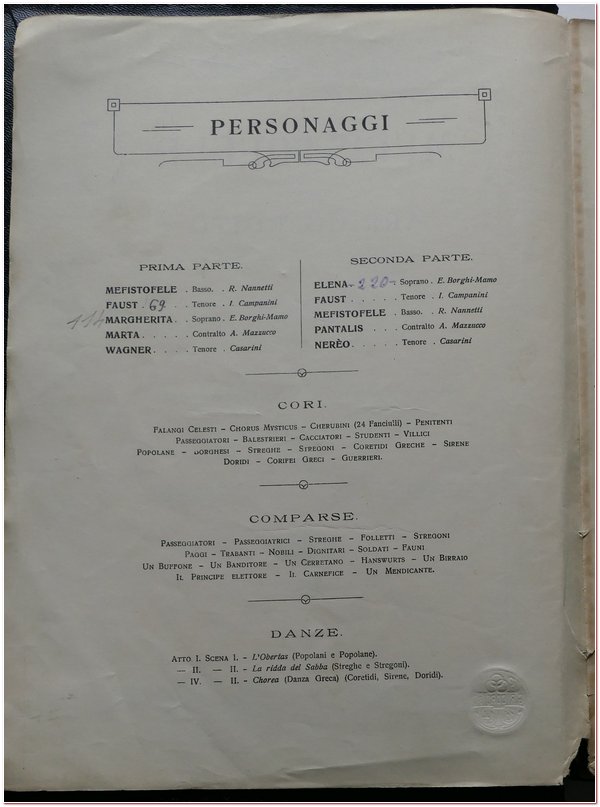 PERSONAGGI
PRIMA PARTE.
MEFISTOFELE . Basso. . R. Nannetti
FAUST . 69 . . Tenore . I. Campanini
114 MARGHERITA . . Soprano . E. Borghi-Mamo
MARTA . . . . . Contralto A. Mazzucco
WAGNER . . . . . Tenore . Casarini
SECONDA PARTE.
ELENA - 220 - . Soprano . E. Borghi-Mamo
FAUST . . . . . Tenore . I. Campanini
MEFISTOFELE . Basso. . R. Nannetti
PANTALIS . . . Contralto A. Mazzucco
NERÈO . . . . . Tenore . Casarini
CORI.
FALANGI CELESTI – CHORUS MYSTICUS – CHERUBINI (24 Fanciulli) – PENITENTI
PASSEGGIATORI – BALESTRIERI – CACCIATORI – STUDENTI – VILLICI
POPOLANE – BORGHESI – STREGHE – STREGONI – CORETIDI GRECHE – SIRENE
DORIDI – CORIFEI GRECI – GUERRIERI.
COMPARSE.
PASSEGGIATORI – PASSEGGIATRICI – STREGHE – FOLLETTI – STREGONI
PAGGI – TRABANTI – NOBILI – DIGNITARI – SOLDATI – FAUNI
UN BUFFONE – UN BANDITORE – UN CERRETANO – HANSWURTS – UN BIRRAIO
IL PRINCIPE ELETTORE – IL CARNEFICE – UN MENDICANTE.
DANZE.
ATTO I. SCENA I. – L'Obertas (Popolani e Popolane).
— II. — II. – La ridda del Sabba (Streghe e Stregoni).
— IV. — II. – Chorea (Danza Greca) (Coretidi, Sirene, Doridi).